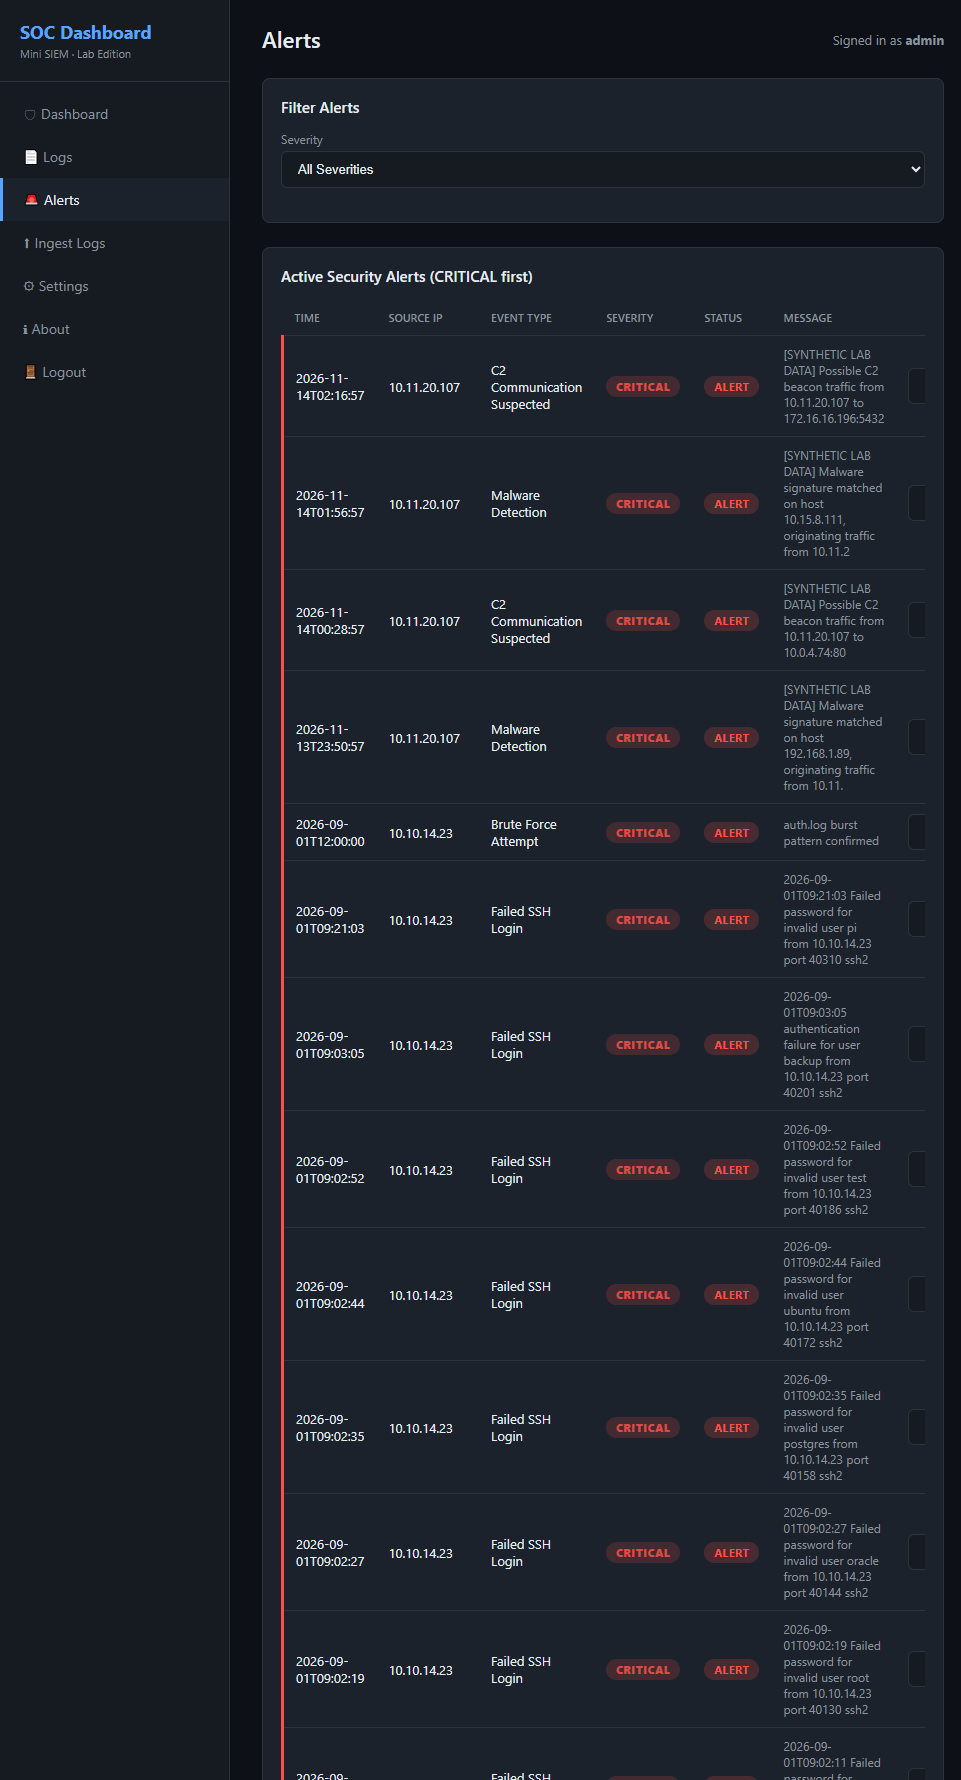 SOC Dashboard
Mini SIEM · Lab Edition
Dashboard
Logs
Alerts
Ingest Logs
Settings
About
Logout
Alerts
Signed in as admin
Filter Alerts
Severity
All Severities
Active Security Alerts (CRITICAL first)
TIME SOURCE IP EVENT TYPE SEVERITY STATUS MESSAGE
2026-11-
14T02:16:57
10.11.20.107
C2
Communication
Suspected
CRITICAL
ALERT
[SYNTHETIC LAB
DATA] Possible C2
beacon traffic from
10.11.20.107 to
172.16.16.196:5432
2026-11-
14T01:56:57
10.11.20.107
Malware
Detection
CRITICAL
ALERT
[SYNTHETIC LAB
DATA] Malware
signature matched
on host
10.15.8.111,
originating traffic
from 10.11.2
2026-11-
14T00:28:57
10.11.20.107
C2
Communication
Suspected
CRITICAL
ALERT
[SYNTHETIC LAB
DATA] Possible C2
beacon traffic from
10.11.20.107 to
10.0.4.74:80
2026-11-
13T23:50:57
10.11.20.107
Malware
Detection
CRITICAL
ALERT
[SYNTHETIC LAB
DATA] Malware
signature matched
on host
192.168.1.89,
originating traffic
from 10.11.
2026-09-
01T12:00:00
10.10.14.23
Brute Force
Attempt
CRITICAL
ALERT
auth.log burst
pattern confirmed
2026-09-
01T09:21:03
10.10.14.23
Failed SSH
Login
CRITICAL
ALERT
2026-09-
01T09:21:03 Failed
password for
invalid user pi
from 10.10.14.23
port 40310 ssh2
2026-09-
01T09:03:05
10.10.14.23
Failed SSH
Login
CRITICAL
ALERT
2026-09-
01T09:03:05
authentication
failure for user
backup from
10.10.14.23 port
40201 ssh2
2026-09-
01T09:02:52
10.10.14.23
Failed SSH
Login
CRITICAL
ALERT
2026-09-
01T09:02:52 Failed
password for
invalid user test
from 10.10.14.23
port 40186 ssh2
2026-09-
01T09:02:44
10.10.14.23
Failed SSH
Login
CRITICAL
ALERT
2026-09-
01T09:02:44 Failed
password for
invalid user
ubuntu from
10.10.14.23 port
40172 ssh2
2026-09-
01T09:02:35
10.10.14.23
Failed SSH
Login
CRITICAL
ALERT
2026-09-
01T09:02:35 Failed
password for
invalid user
postgres from
10.10.14.23 port
40158 ssh2
2026-09-
01T09:02:27
10.10.14.23
Failed SSH
Login
CRITICAL
ALERT
2026-09-
01T09:02:27 Failed
password for
invalid user oracle
from 10.10.14.23
port 40144 ssh2
2026-09-
01T09:02:19
10.10.14.23
Failed SSH
Login
CRITICAL
ALERT
2026-09-
01T09:02:19 Failed
password for
invalid user root
from 10.10.14.23
port 40130 ssh2
2026-09-
Failed SSH
2026-09-
01T09:02:11 Failed
password for